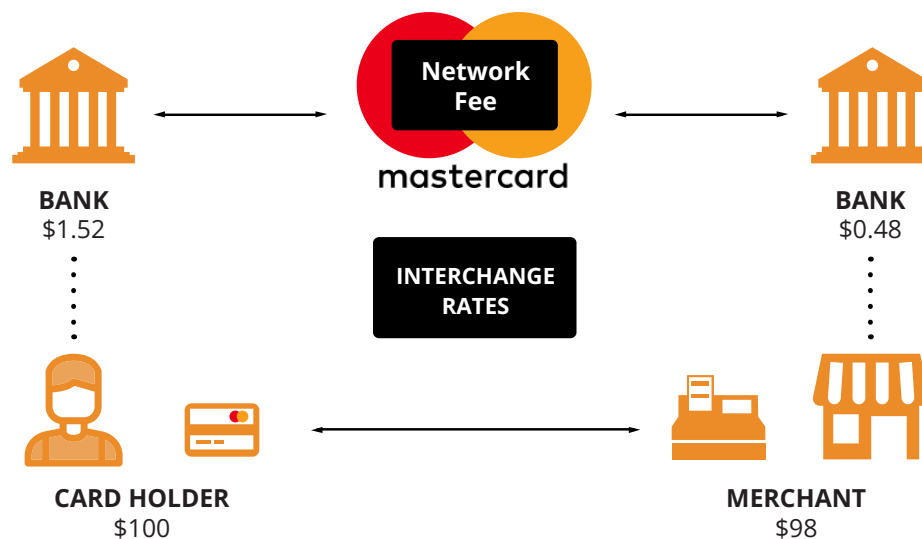 Network
Fee
mastercard
BANK
$1.52
BANK
$0.48
INTERCHANGE
RATES
CARD HOLDER
$100
MERCHANT
$98